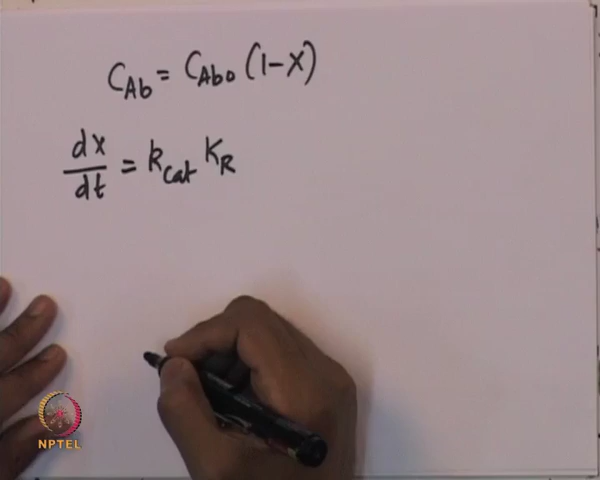 C_Ab = C_Ab0 (1-X)
dx/dt = k_cat K_R
NPTEL